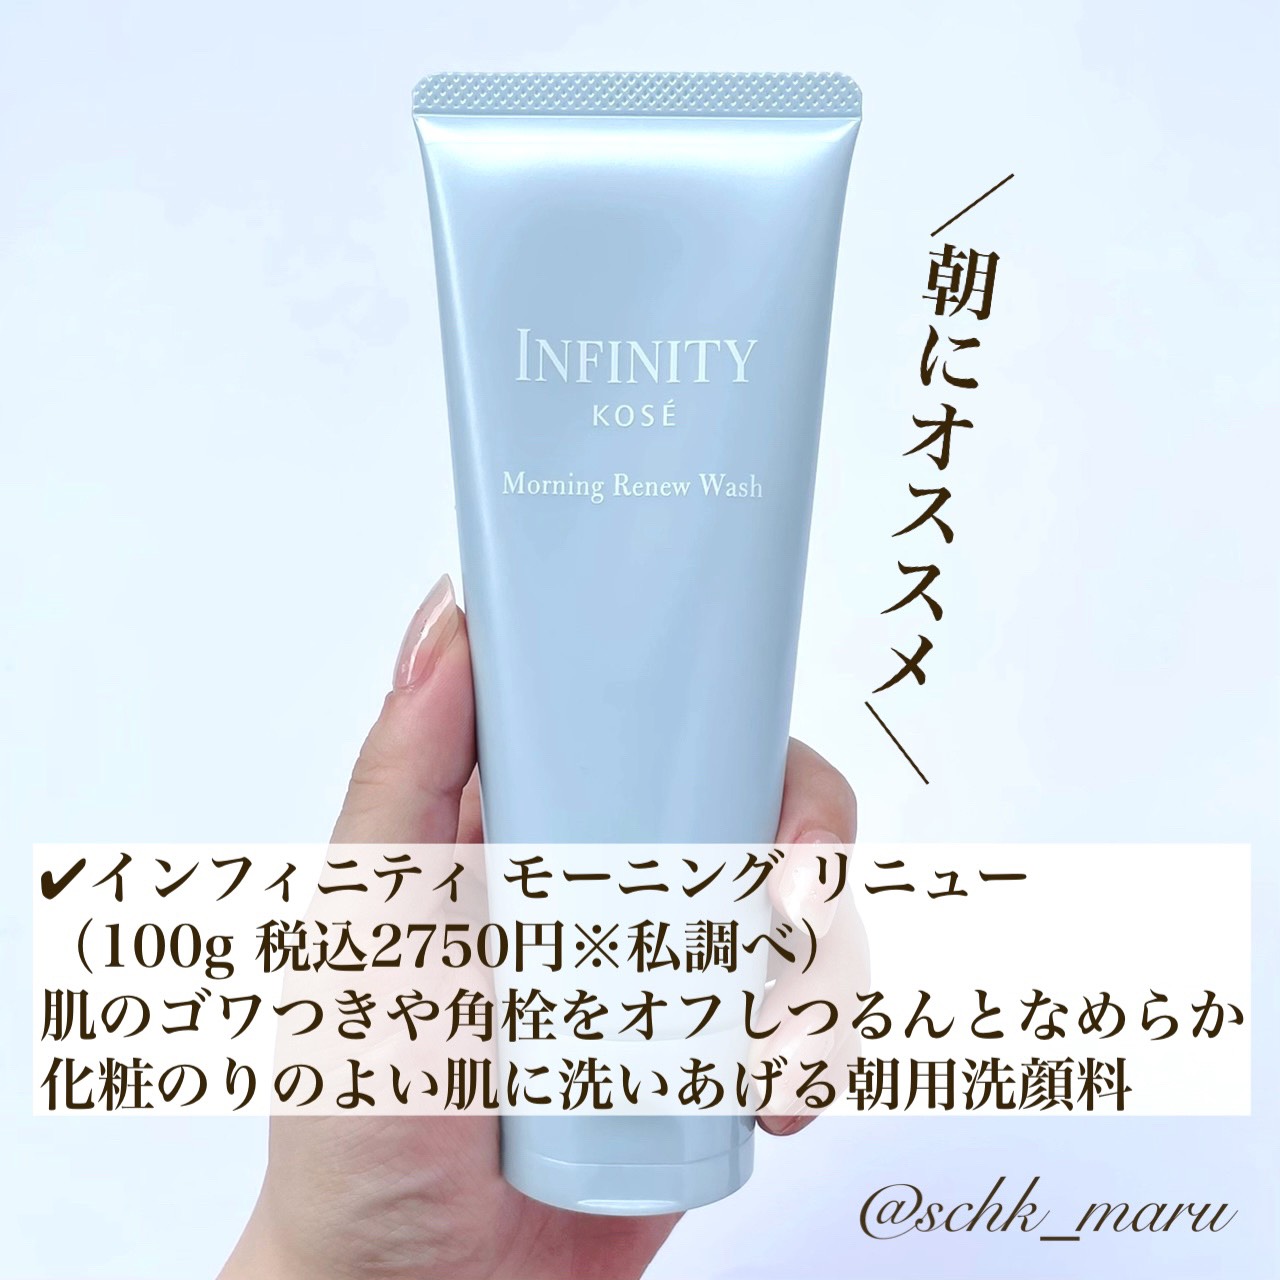 INFINITY
KOSÉ
Morning Renew Wash
朝にオススメ
✔インフィニティ モーニング リニュー
（100g 税込2750円※私調べ）
肌のゴワつきや角栓をオフしつるんとなめらか
化粧のりのよい肌に洗いあげる朝用洗顔料
@schk_maru